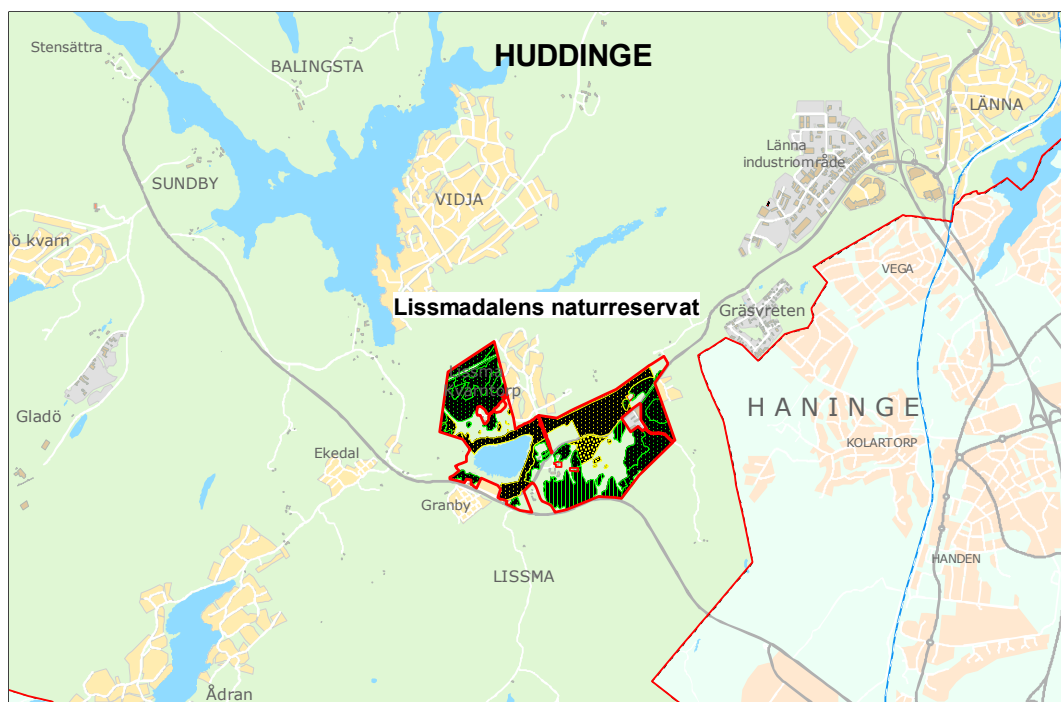 HUDDINGE
Stensättra
BALINGSTA
LÄNNA
Länna
industriområde
SUNDBY
VIDJA
ö kvarn
VEGA
Lissmadalens naturreservat
Gräsvreten
HANINGE
Gladö
KOLARTORP
Ekedal
Granby
HANDEN
LISSMA
Ådran